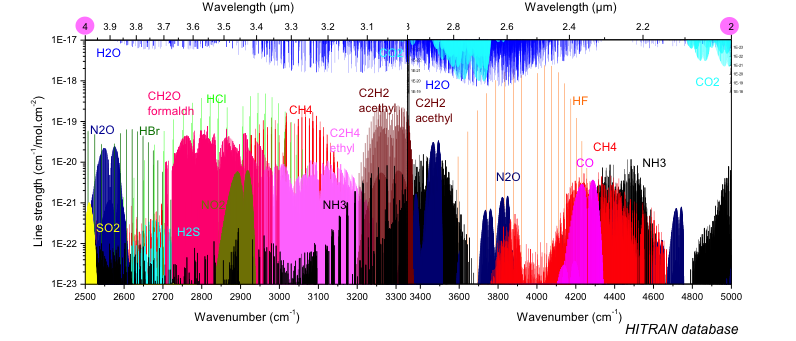 Wavelength (µm)
Wavelength (µm)
4 3.9 3.8 3.7 3.6 3.5 3.4 3.3 3.2 3.1 3 2.8 2.6 2.4 2.2 2
1E-17
1E-18
1E-19
1E-20
1E-21
1E-22
1E-23
Line strength (cm⁻¹/mol.cm⁻²)
H2O
CO2
H2O
CO2
CH2O
formaldh
HCl
C2H2
acethyl
C2H2
acethyl
HF
N2O
HBr
CH4
C2H4
ethyl
CH4
CO
NH3
N2O
NH3
SO2
H2S
2500 2600 2700 2800 2900 3000 3100 3200 3300 3400 3600 3800 4000 4200 4400 4600 4800 5000
Wavenumber (cm⁻¹)
Wavenumber (cm⁻¹)
HITRAN database